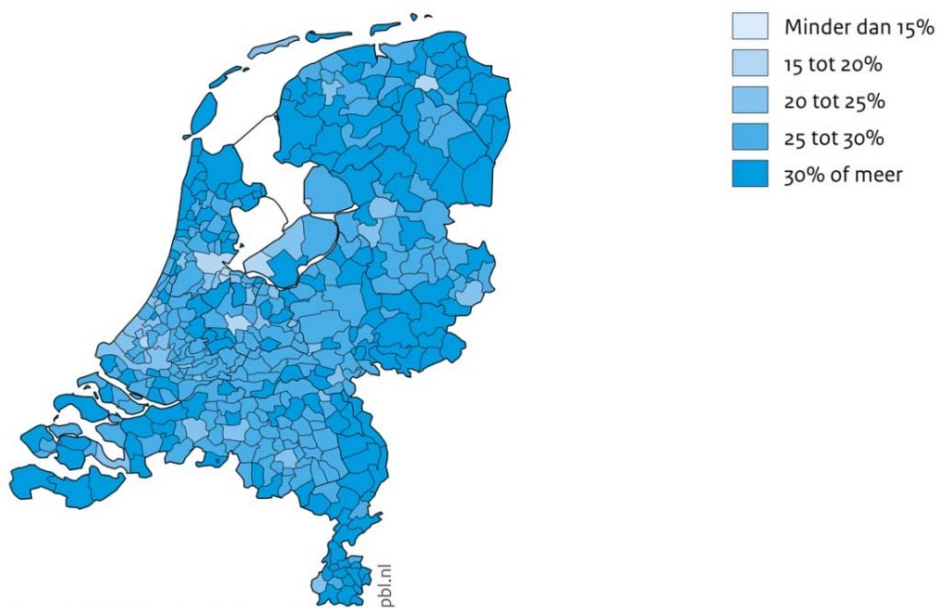 Minder dan 15%
15 tot 20%
20 tot 25%
25 tot 30%
30% of meer
pbl.nl